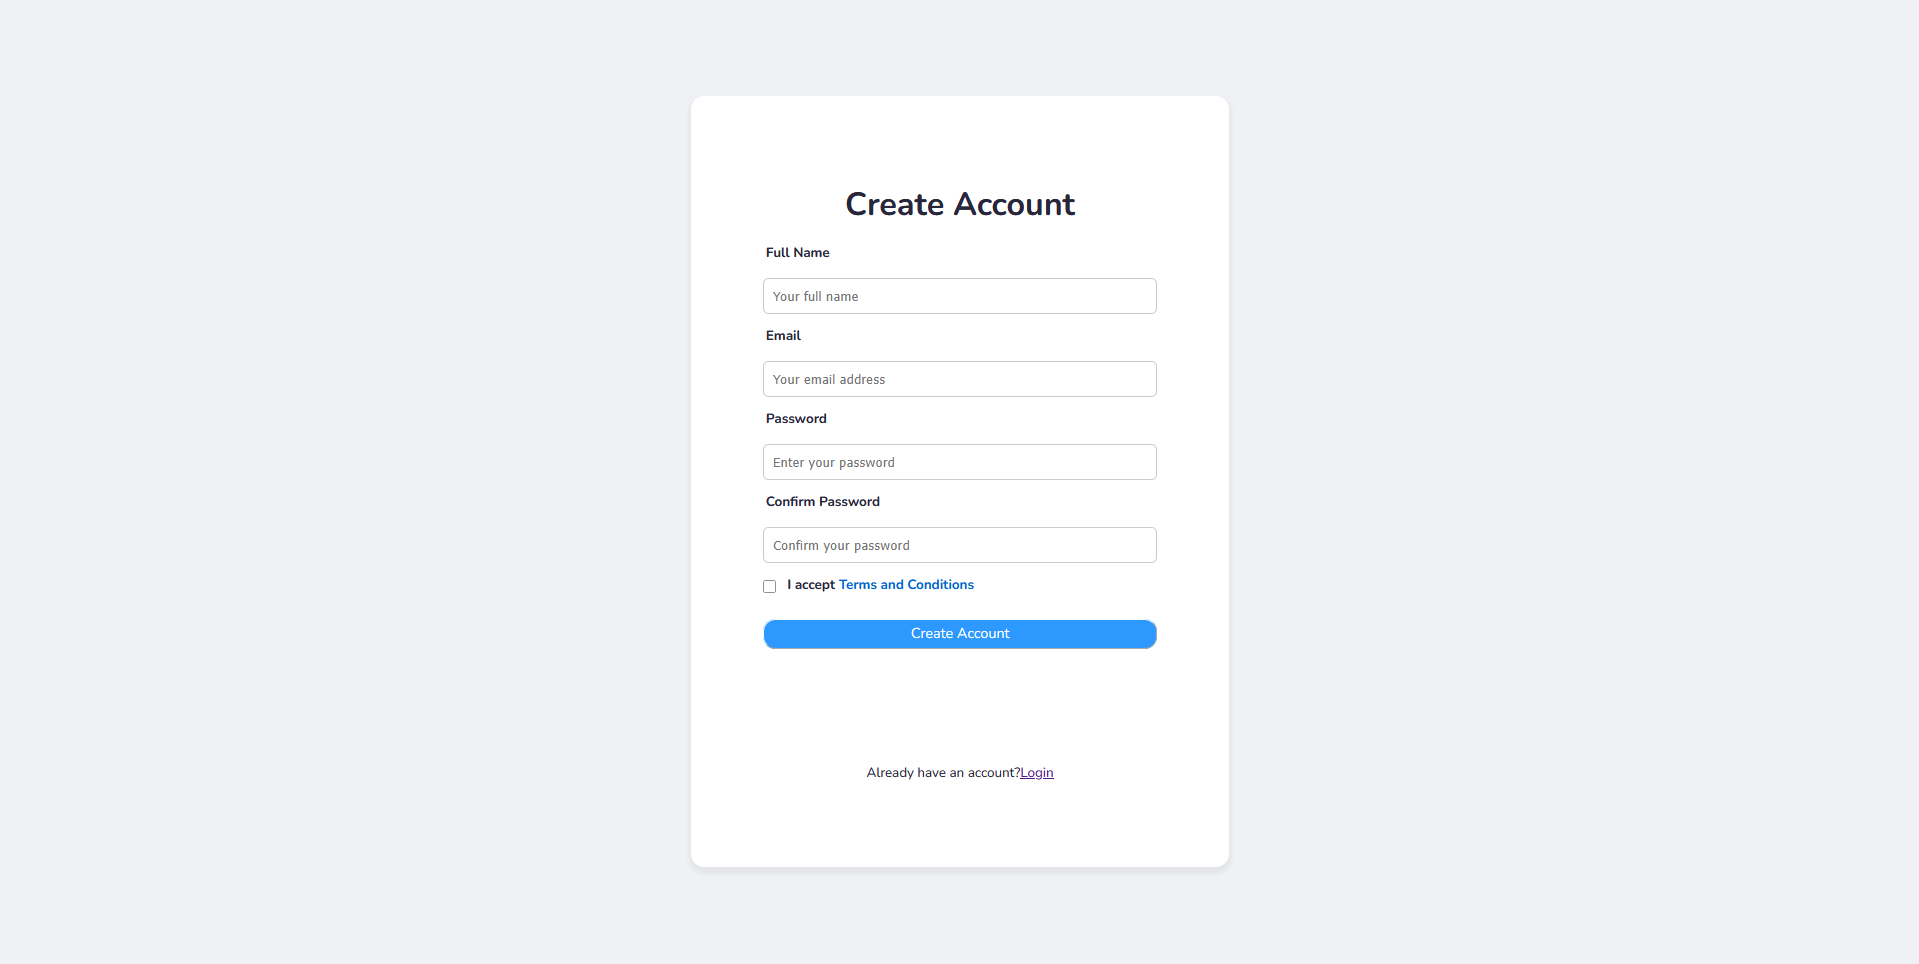 Create Account
Full Name
Your full name
Email
Your email address
Password
Enter your password
Confirm Password
Confirm your password
I accept Terms and Conditions
Create Account
Already have an account?Login